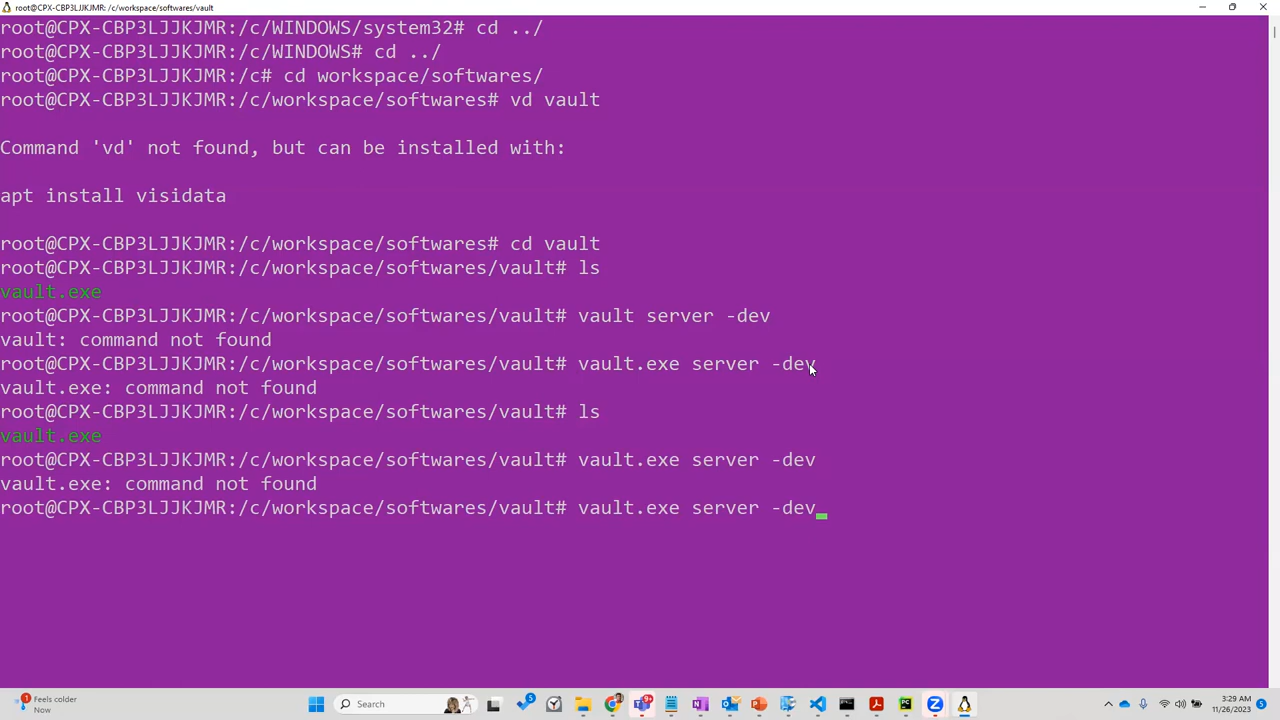 root@CPX-CBP3LJJKJMR: /c/workspace/softwares/vault
root@CPX-CBP3LJJKJMR:/c/WINDOWS/system32# cd ../
root@CPX-CBP3LJJKJMR:/c/WINDOWS# cd ../
root@CPX-CBP3LJJKJMR:/c# cd workspace/softwares/
root@CPX-CBP3LJJKJMR:/c/workspace/softwares# vd vault
Command 'vd' not found, but can be installed with:
apt install visidata
root@CPX-CBP3LJJKJMR:/c/workspace/softwares# cd vault
root@CPX-CBP3LJJKJMR:/c/workspace/softwares/vault# ls
vault.exe
root@CPX-CBP3LJJKJMR:/c/workspace/softwares/vault# vault server -dev
vault: command not found
root@CPX-CBP3LJJKJMR:/c/workspace/softwares/vault# vault.exe server -dev
vault.exe: command not found
root@CPX-CBP3LJJKJMR:/c/workspace/softwares/vault# ls
vault.exe
root@CPX-CBP3LJJKJMR:/c/workspace/softwares/vault# vault.exe server -dev
vault.exe: command not found
root@CPX-CBP3LJJKJMR:/c/workspace/softwares/vault# vault.exe server -dev
1
Feels colder
Now
Search
5
9+
3:29 AM
11/26/2023
5